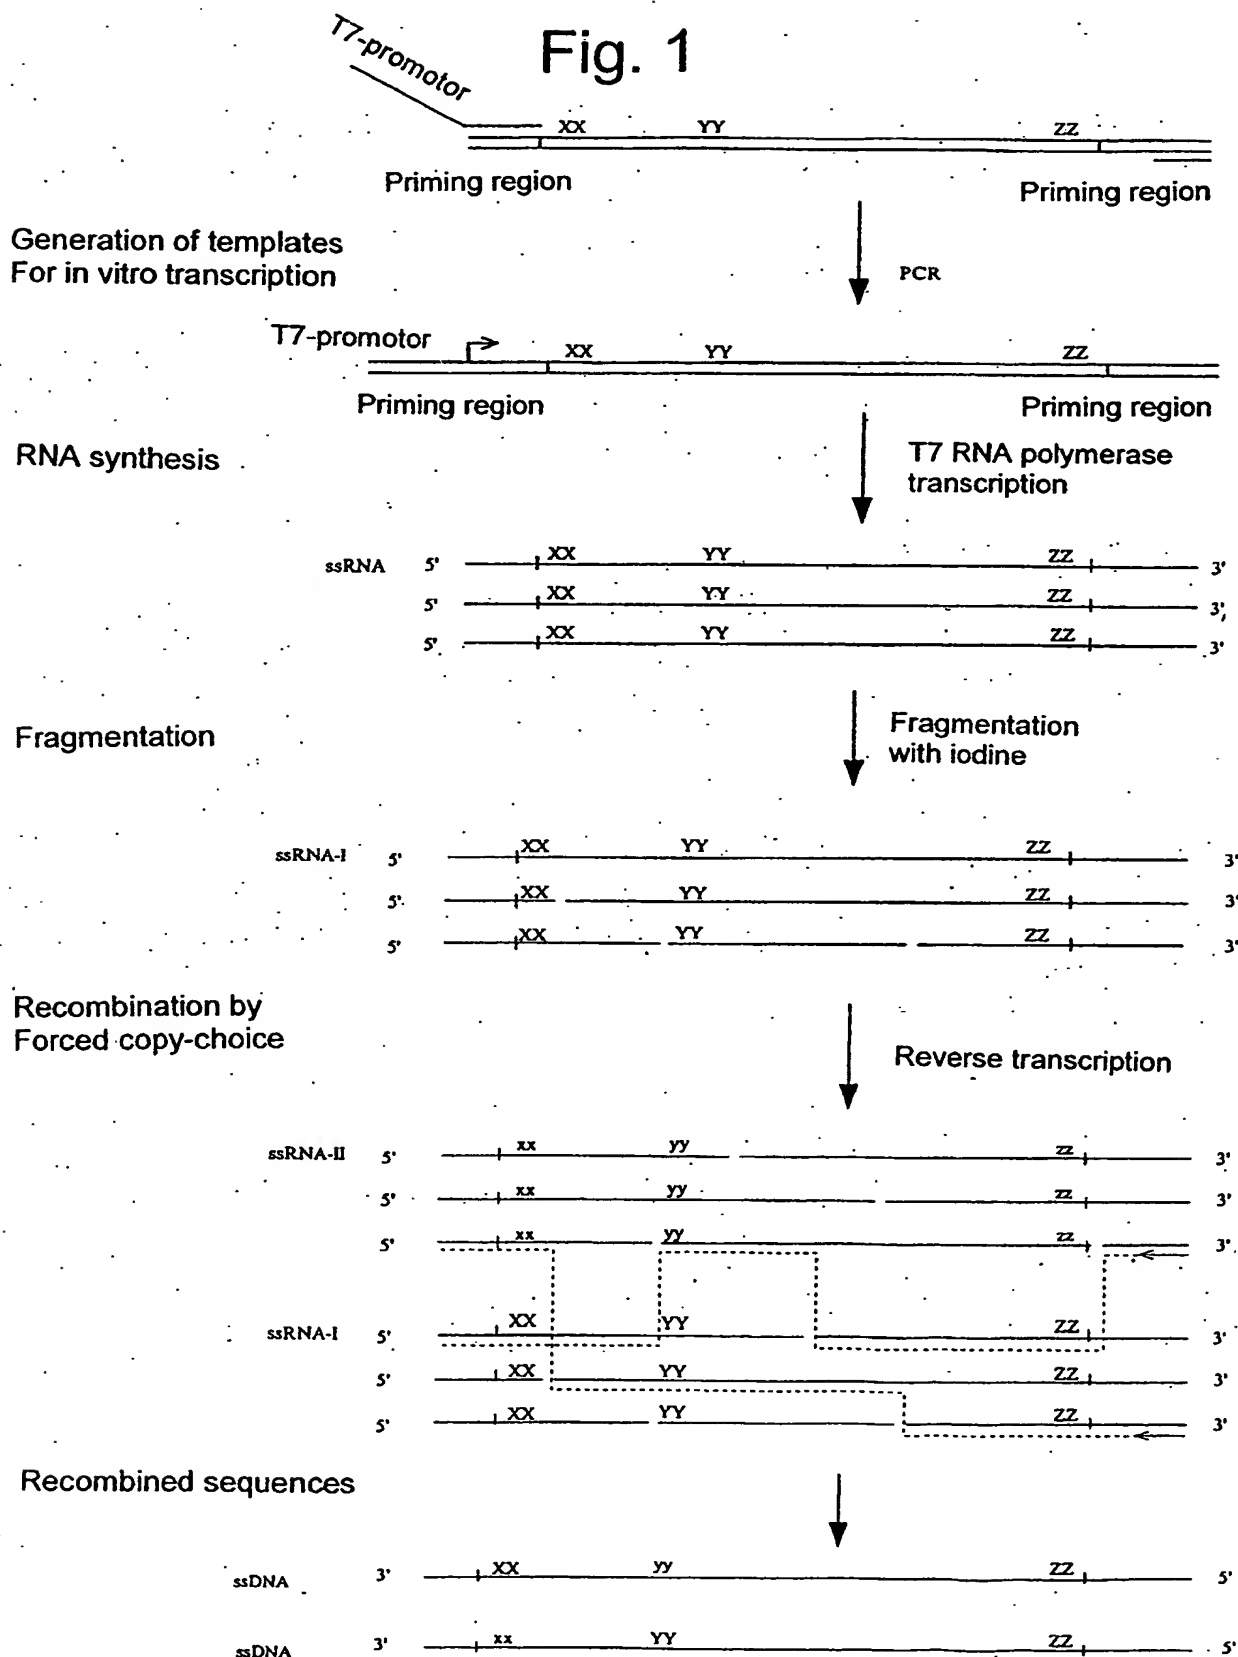 Fig. 1
T7-promotor
XX YY ZZ
Priming region Priming region
Generation of templates
For in vitro transcription
PCR
T7-promotor
XX YY ZZ
Priming region Priming region
RNA synthesis
T7 RNA polymerase
transcription
ssRNA 5' XX YY ZZ 3'
5' XX YY ZZ 3'
5' XX YY ZZ 3'
Fragmentation
Fragmentation
with iodine
ssRNA-I 5' XX YY ZZ 3'
5' XX YY ZZ 3'
5' XX YY ZZ 3'
Recombination by
Forced copy-choice
Reverse transcription
ssRNA-II 5' xx yy zz 3'
5' xx yy zz 3'
5' xx yy zz 3'
ssRNA-I 5' XX YY ZZ 3'
5' XX YY ZZ 3'
5' XX YY ZZ 3'
Recombined sequences
ssDNA 3' XX yy ZZ 5'
ssDNA 3' xx YY ZZ 5'